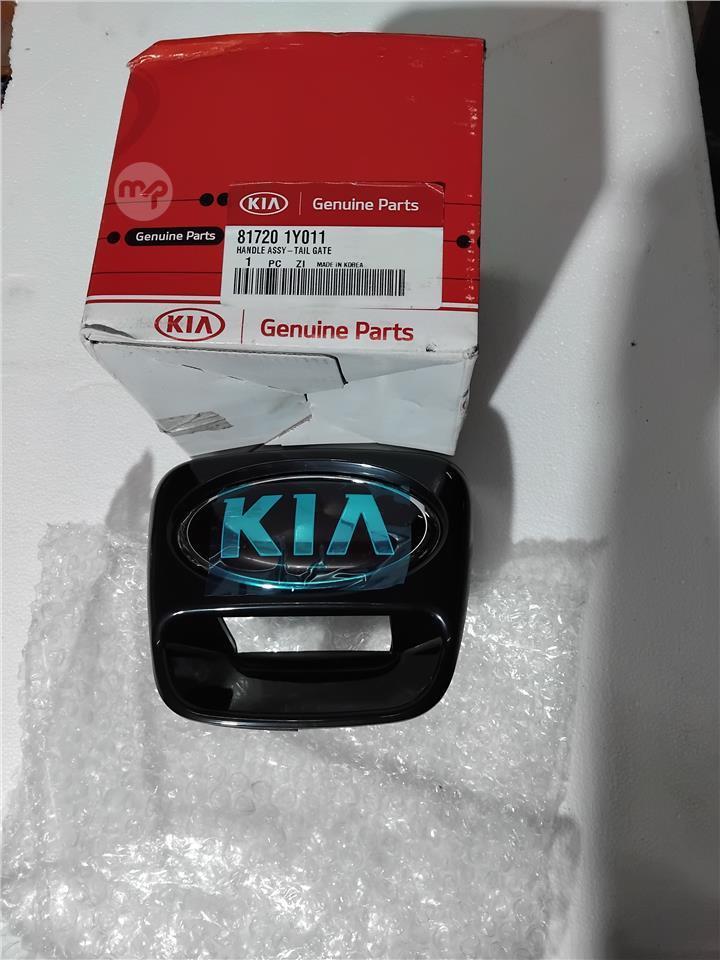 mp
KIA Genuine Parts
Genuine Parts
81720 1Y011
HANDLE ASSY-TAIL GATE
1 PC ZI MADE IN KOREA
KIA Genuine Parts
KIA